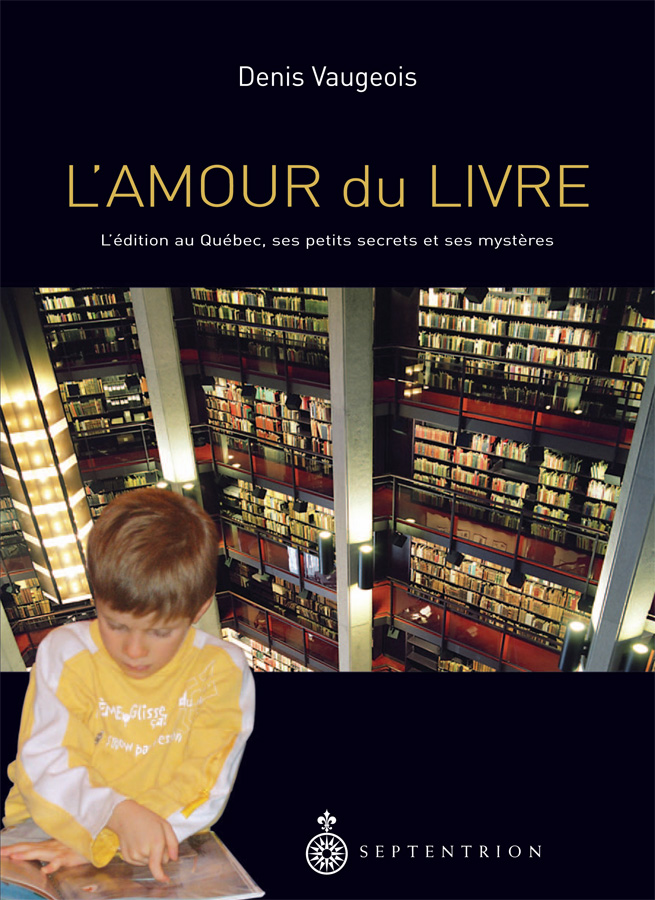 Denis Vaugeois
L'AMOUR du LIVRE
L'édition au Québec, ses petits secrets et ses mystères
SEPTENTRION